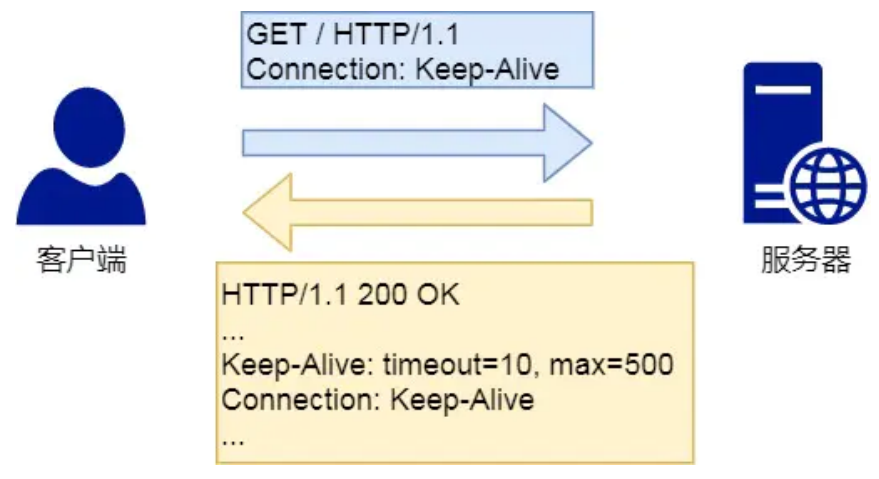 GET / HTTP/1.1
Connection: Keep-Alive
客户端
服务器
HTTP/1.1 200 OK
...
Keep-Alive: timeout=10, max=500
Connection: Keep-Alive
...